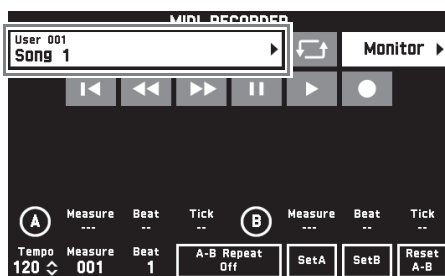 MIDI RECORDER
User 001
Song 1
Monitor
A
Measure Beat Tick
--- -- --
B
Measure Beat Tick
--- -- --
Tempo Measure Beat
120 001 1
A-B Repeat
Off
SetA
SetB
Reset
A-B